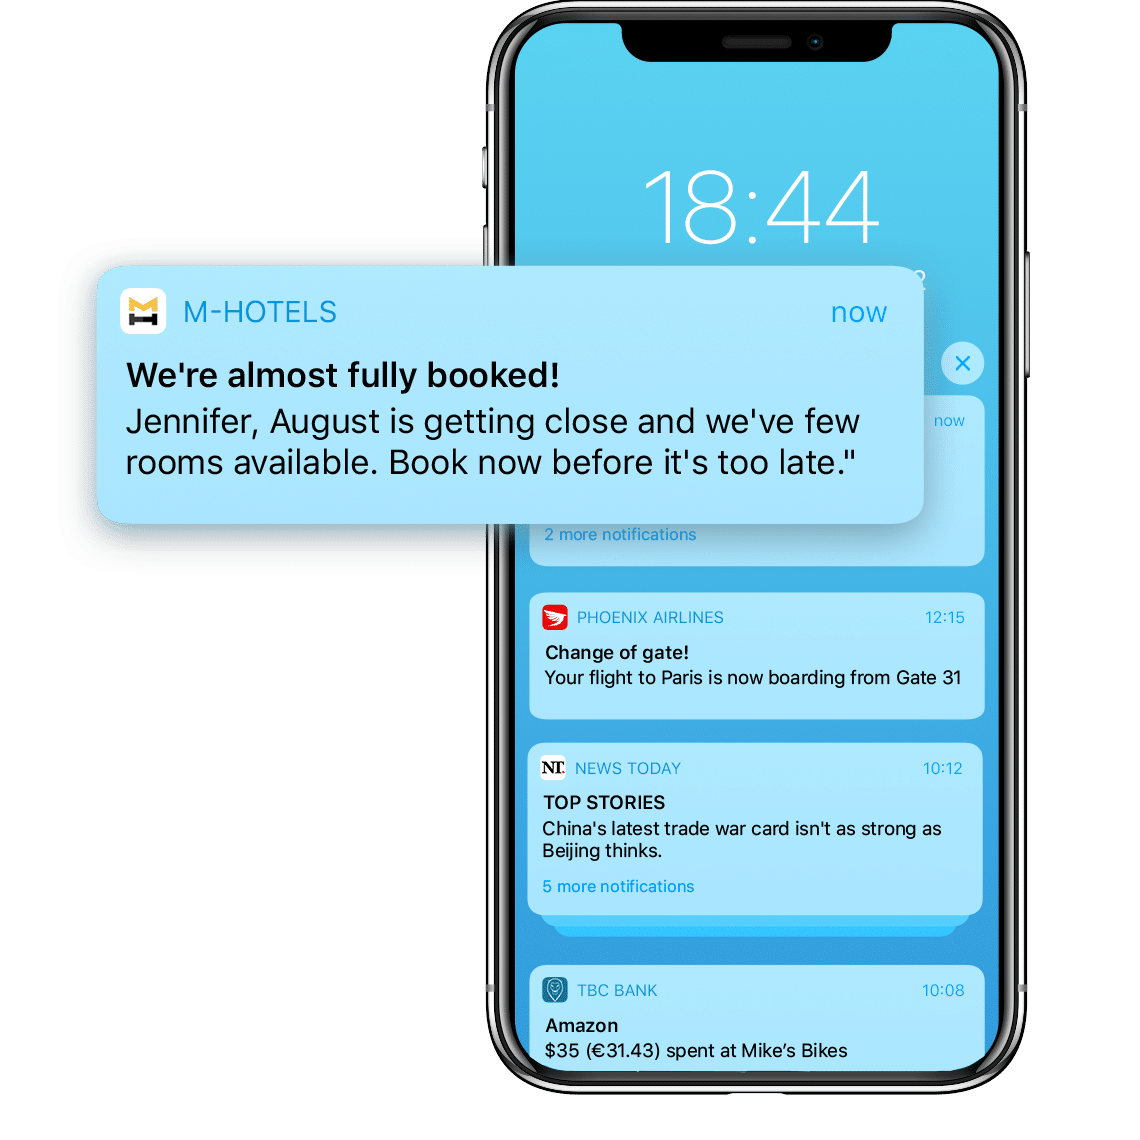 18:44
2
M-HOTELS now
We're almost fully booked!
Jennifer, August is getting close and we've few
rooms available. Book now before it's too late."
now
2 more notifications
PHOENIX AIRLINES 12:15
Change of gate!
Your flight to Paris is now boarding from Gate 31
NT. NEWS TODAY 10:12
TOP STORIES
China's latest trade war card isn't as strong as
Beijing thinks.
5 more notifications
TBC BANK 10:08
Amazon
$35 (€31.43) spent at Mike’s Bikes